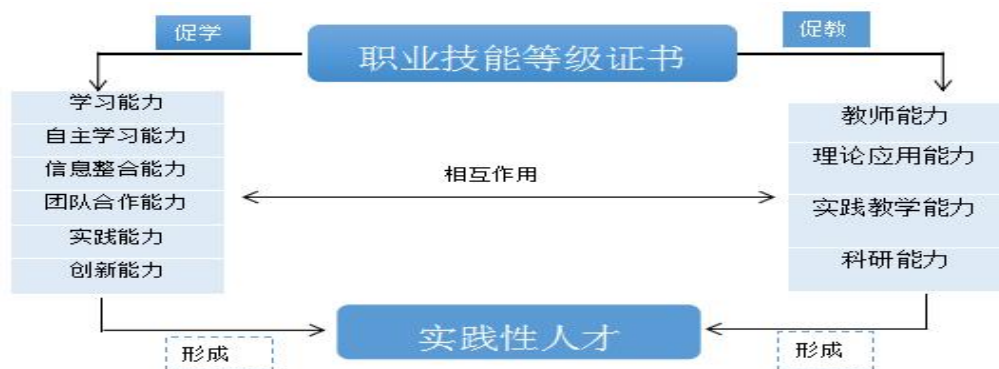 促学
职业技能等级证书
促教
学习能力
自主学习能力
信息整合能力
团队合作能力
实践能力
创新能力
相互作用
教师能力
理论应用能力
实践教学能力
科研能力
形成
实践性人才
形成